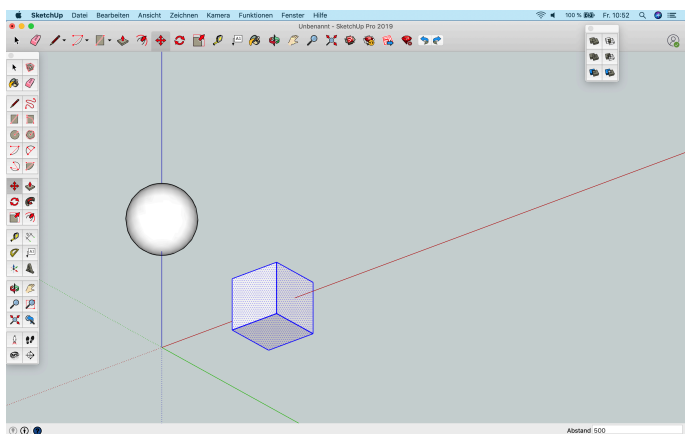 SketchUp Datei Bearbeiten Ansicht Zeichnen Kamera Funktionen Fenster Hilfe 100 % Fr. 10:52
Unbenannt - SketchUp Pro 2019
Abstand 500